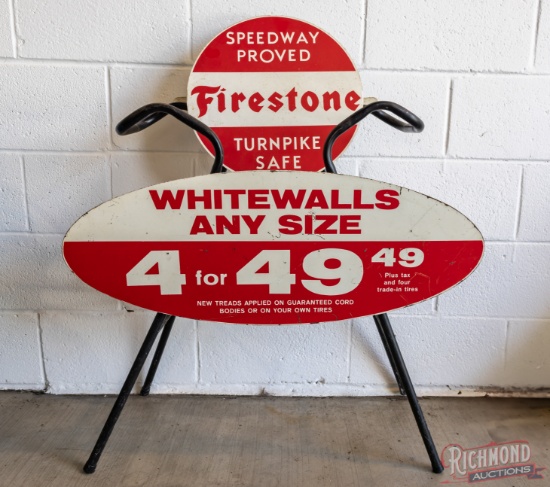 SPEEDWAY
PROVED
Firestone
TURNPIKE
SAFE
WHITEWALLS
ANY SIZE
4 for 49 49
Plus tax
and four
trade-in tires
NEW TREADS APPLIED ON GUARANTEED CORD
BODIES OR ON YOUR OWN TIRES
RICHMOND
AUCTIONS